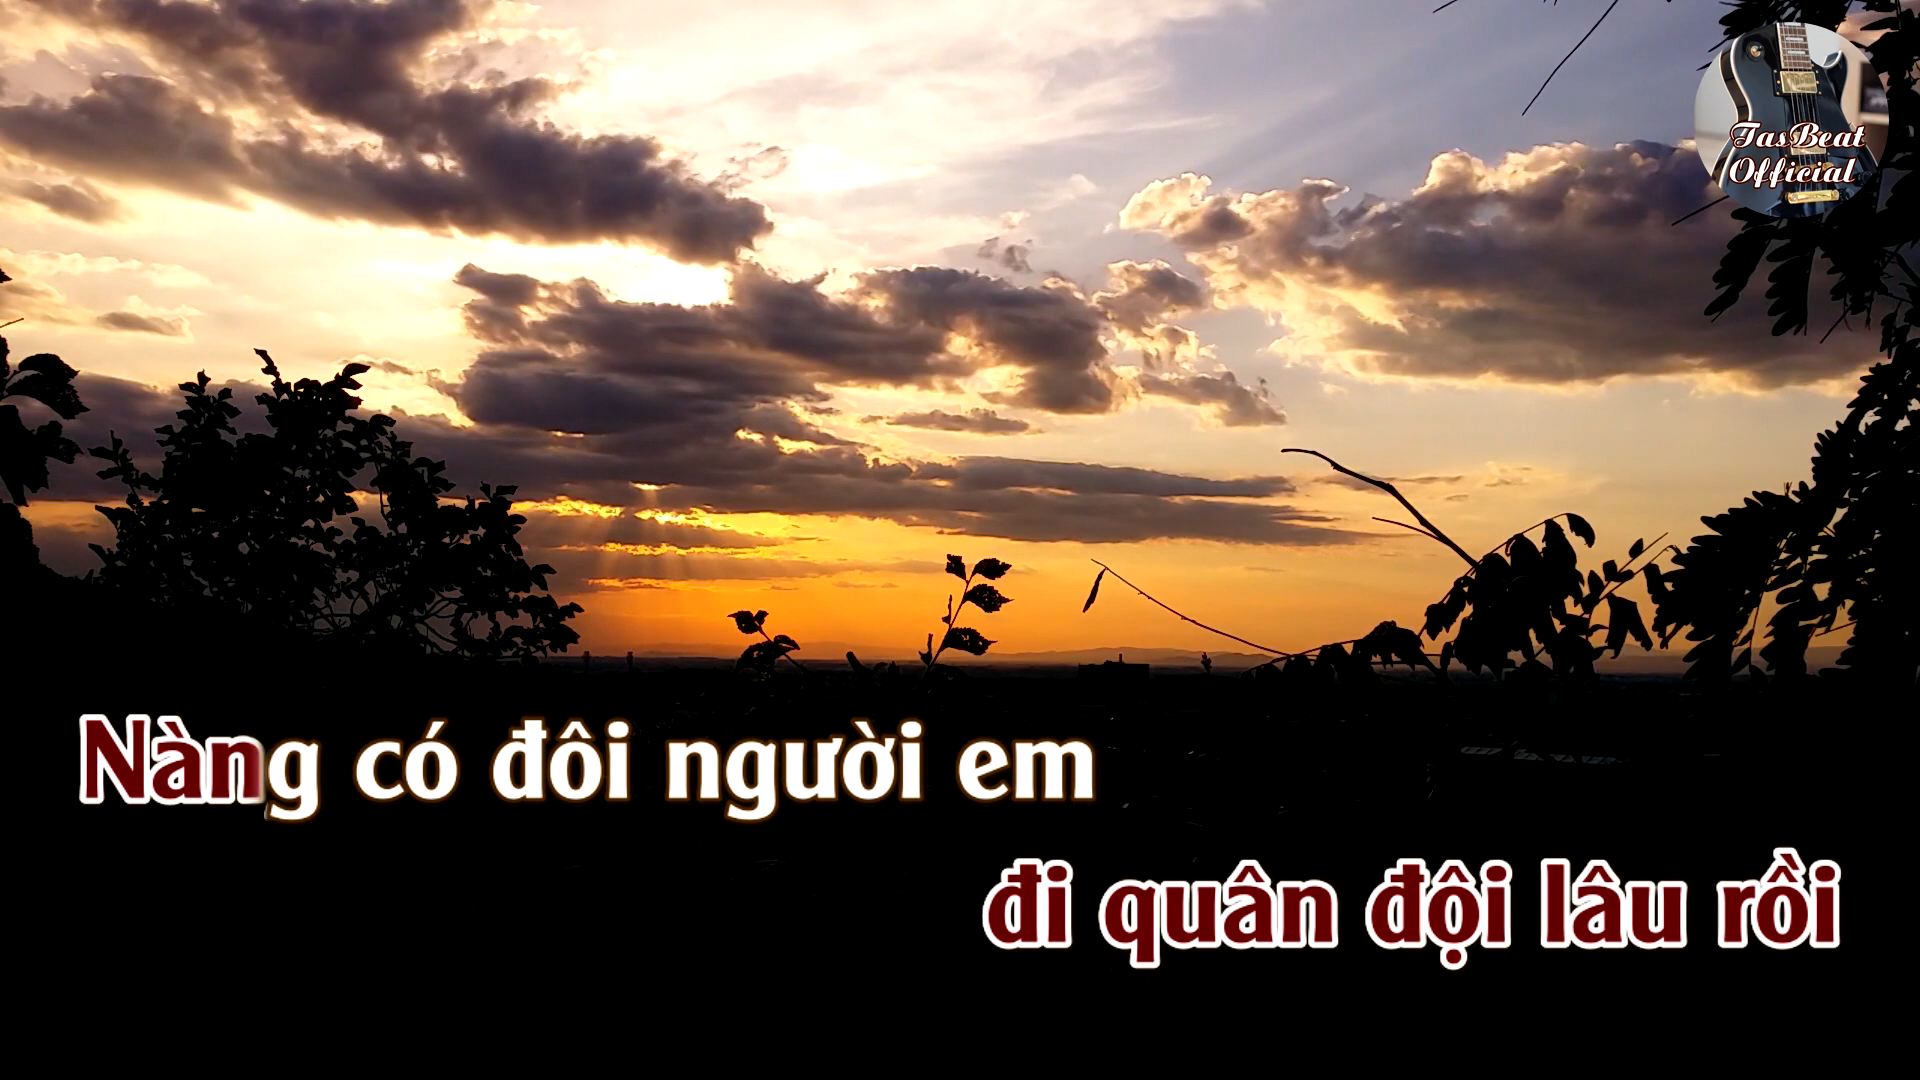 TasBeat
Official
Nàng có đôi người em
đi quân đội lâu rồi